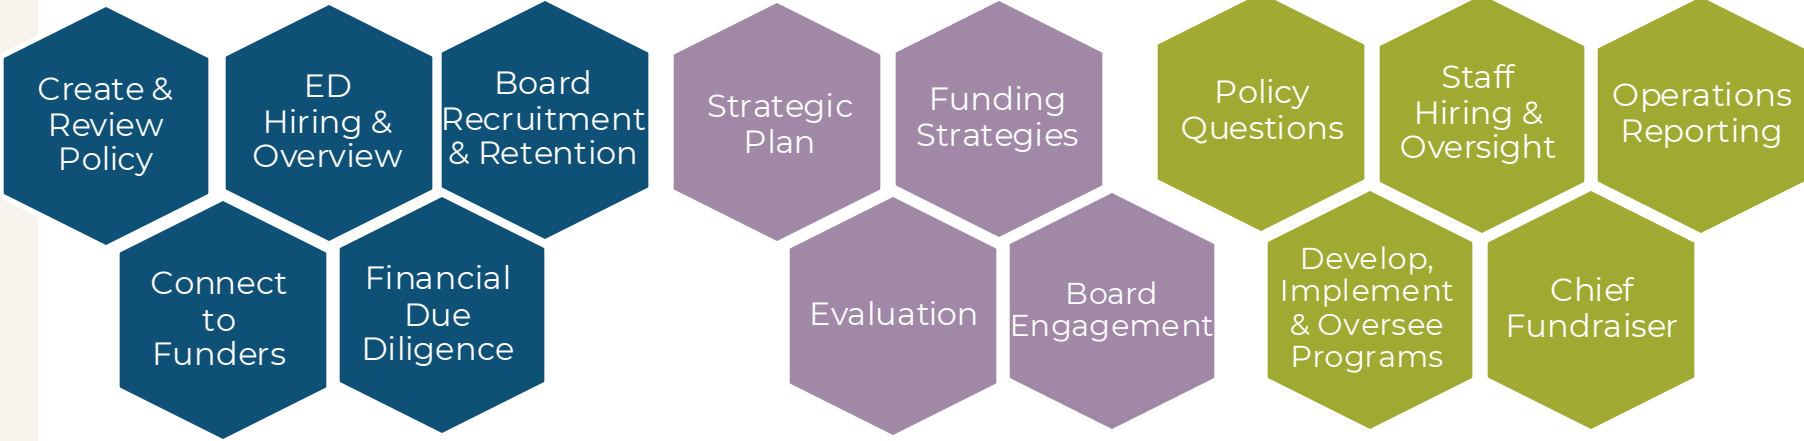 Create &
Review
Policy
ED
Hiring &
Overview
Board
Recruitment
& Retention
Connect
to
Funders
Financial
Due
Diligence
Strategic
Plan
Funding
Strategies
Evaluation
Board
Engagement
Policy
Questions
Staff
Hiring &
Oversight
Operations
Reporting
Develop,
Implement
& Oversee
Programs
Chief
Fundraiser